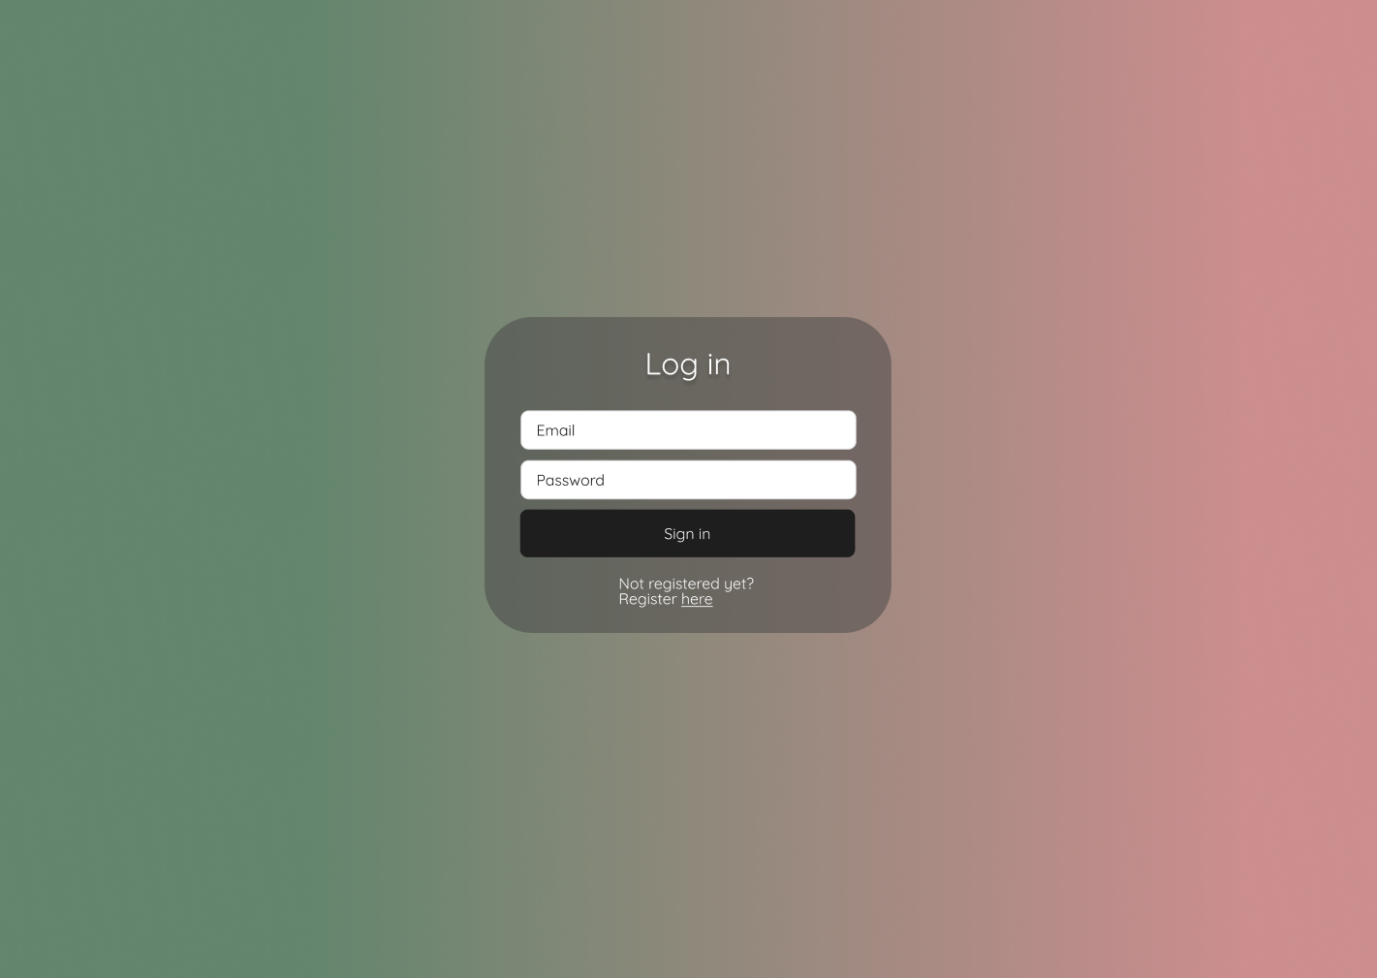 Log in
Email
Password
Sign in
Not registered yet?
Register here